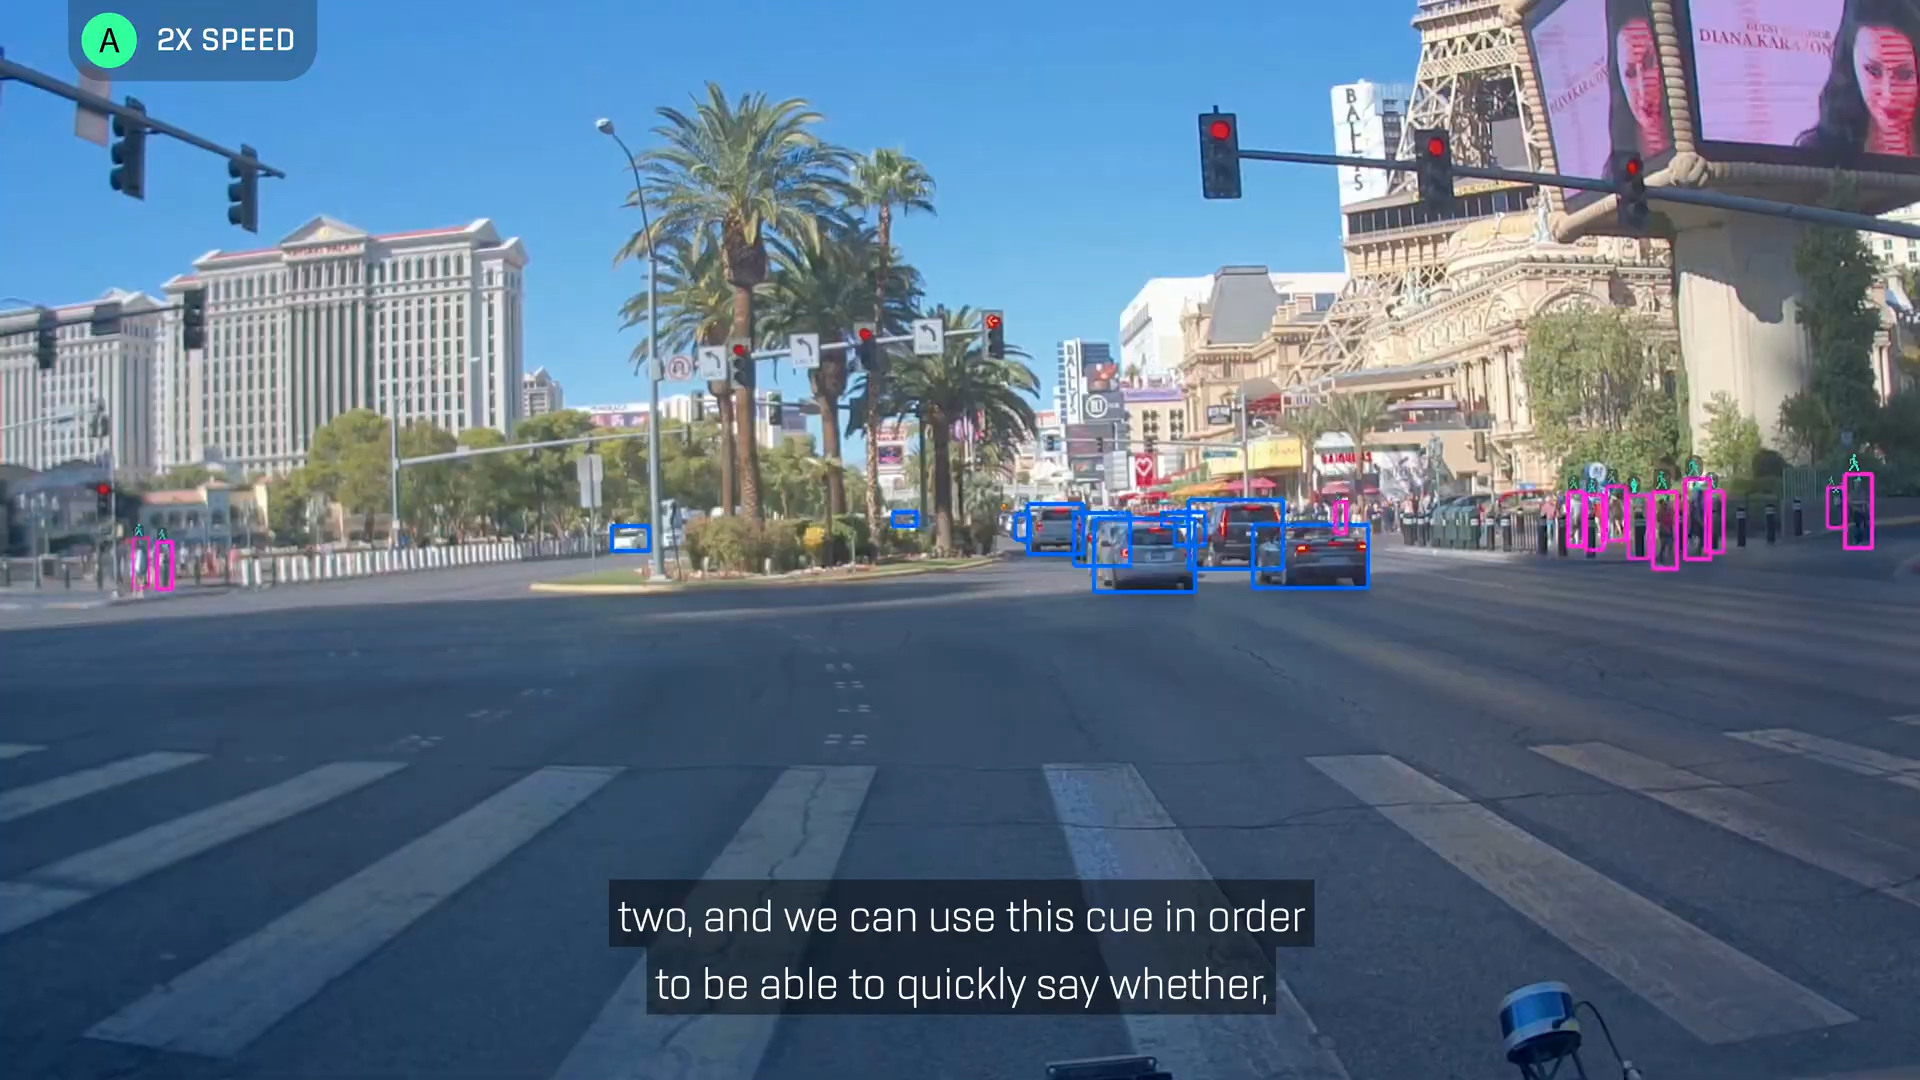 A 2X SPEED
DIANA KARAZON
BALLY'S
BALLY'S
two, and we can use this cue in order
to be able to quickly say whether,